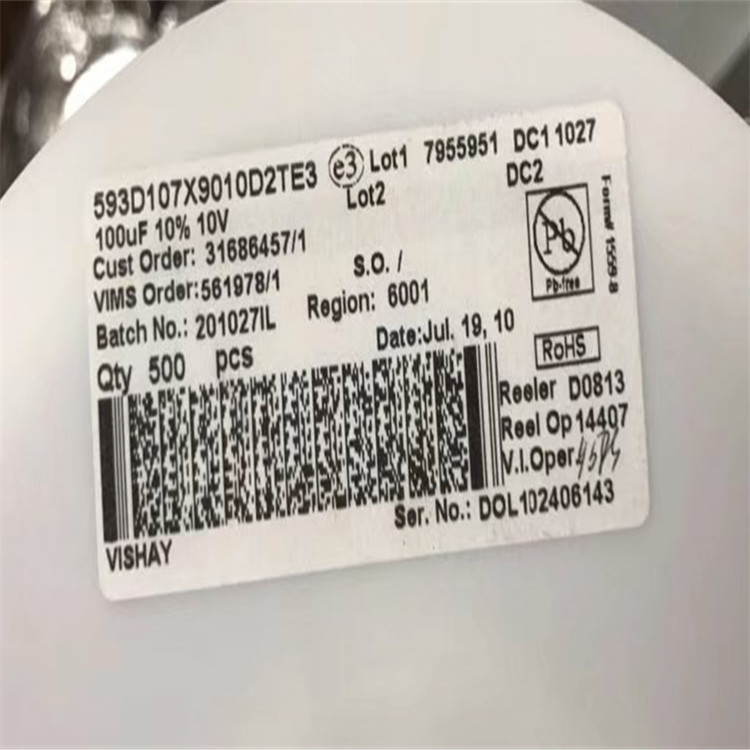 593D107X9010D2TE3 e3 Lot1 7955951 DC1 1027
100uF 10% 10V Lot2 DC2
Cust Order: 31686457/1
VIMS Order:561978/1 S.O. /
Batch No.: 201027IL Region: 6001
Qty 500 pcs Date:Jul. 19, 10
Pb
Pb-free
Form# 1559-8
RoHS
Reeler D0813
Reel Op 14407
V.I.Oper
Ser. No.: DOL102406143
VISHAY